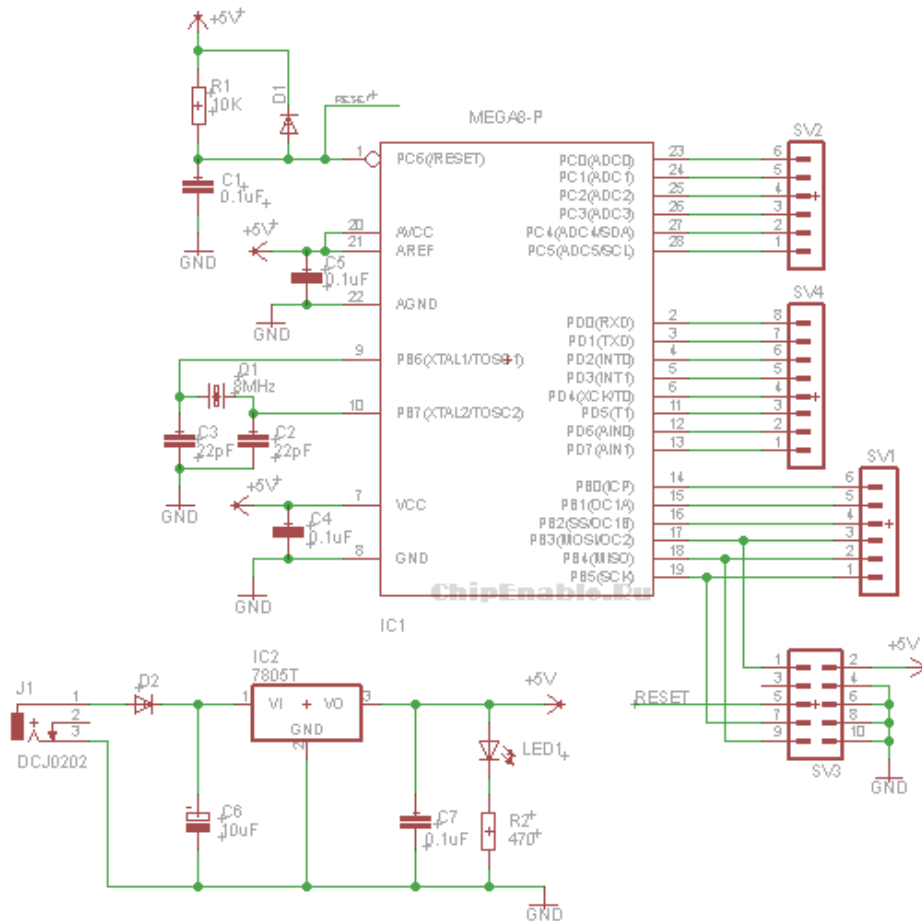 +5V
R1
10K
D1
RESET
MEGA8-P
SV2
1
PC6(/RESET)
C1
0.1uF
GND
+5V
20
AVCC
21
AREF
C5
0.1uF
22
AGND
GND
9
PB6(XTAL1/TOSC1)
Q1
8MHz
10
PB7(XTAL2/TOSC2)
C3
22pF
C2
22pF
GND
+5V
7
VCC
C4
0.1uF
8
GND
GND
PC0(ADC0) 23 6
PC1(ADC1) 24 5
PC2(ADC2) 25 4
PC3(ADC3) 26 3
PC4(ADC4/SDA) 27 2
PC5(ADC5/SCL) 28 1
SV4
PD0(RXD) 2 8
PD1(TXD) 3 7
PD2(INT0) 4 6
PD3(INT1) 5 5
PD4(XCK/T0) 6 4
PD5(T1) 11 3
PD6(AIN0) 12 2
PD7(AIN1) 13 1
SV1
PB0(ICP) 14 6
PB1(OC1A) 15 5
PB2(SS/OC1B) 16 4
PB3(MOSI/OC2) 17 3
PB4(MISO) 18 2
PB5(SCK) 19 1
ChipEnable.Ru
IC1
IC2
7805T
J1
1
2
3
DCJ0202
D2
1
VI
VO
3
GND
2
+5V
C6
10uF
C7
0.1uF
LED1
R2
470
GND
RESET
+5V
1 2
3 4
5 6
7 8
9 10
SV3
GND